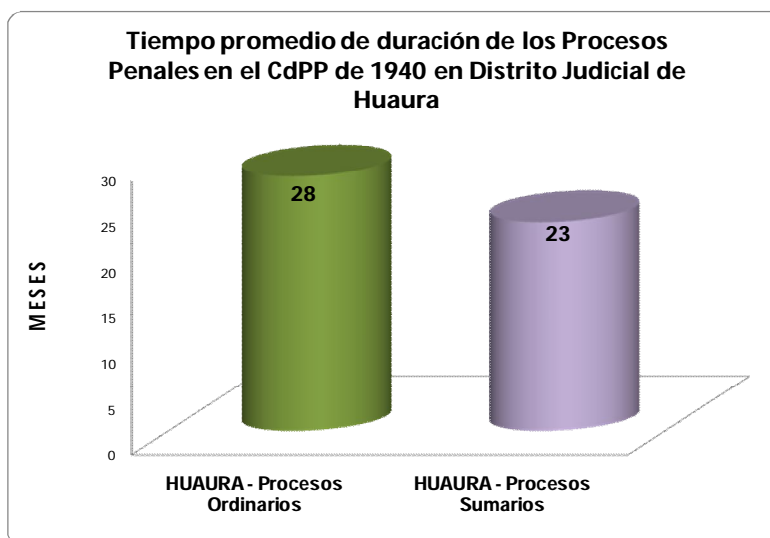 Tiempo promedio de duración de los Procesos
Penales en el CdPP de 1940 en Distrito Judicial de
Huaura
30
25
20
15
10
5
0
MESES
28
23
HUAURA - Procesos
Ordinarios
HUAURA - Procesos
Sumarios